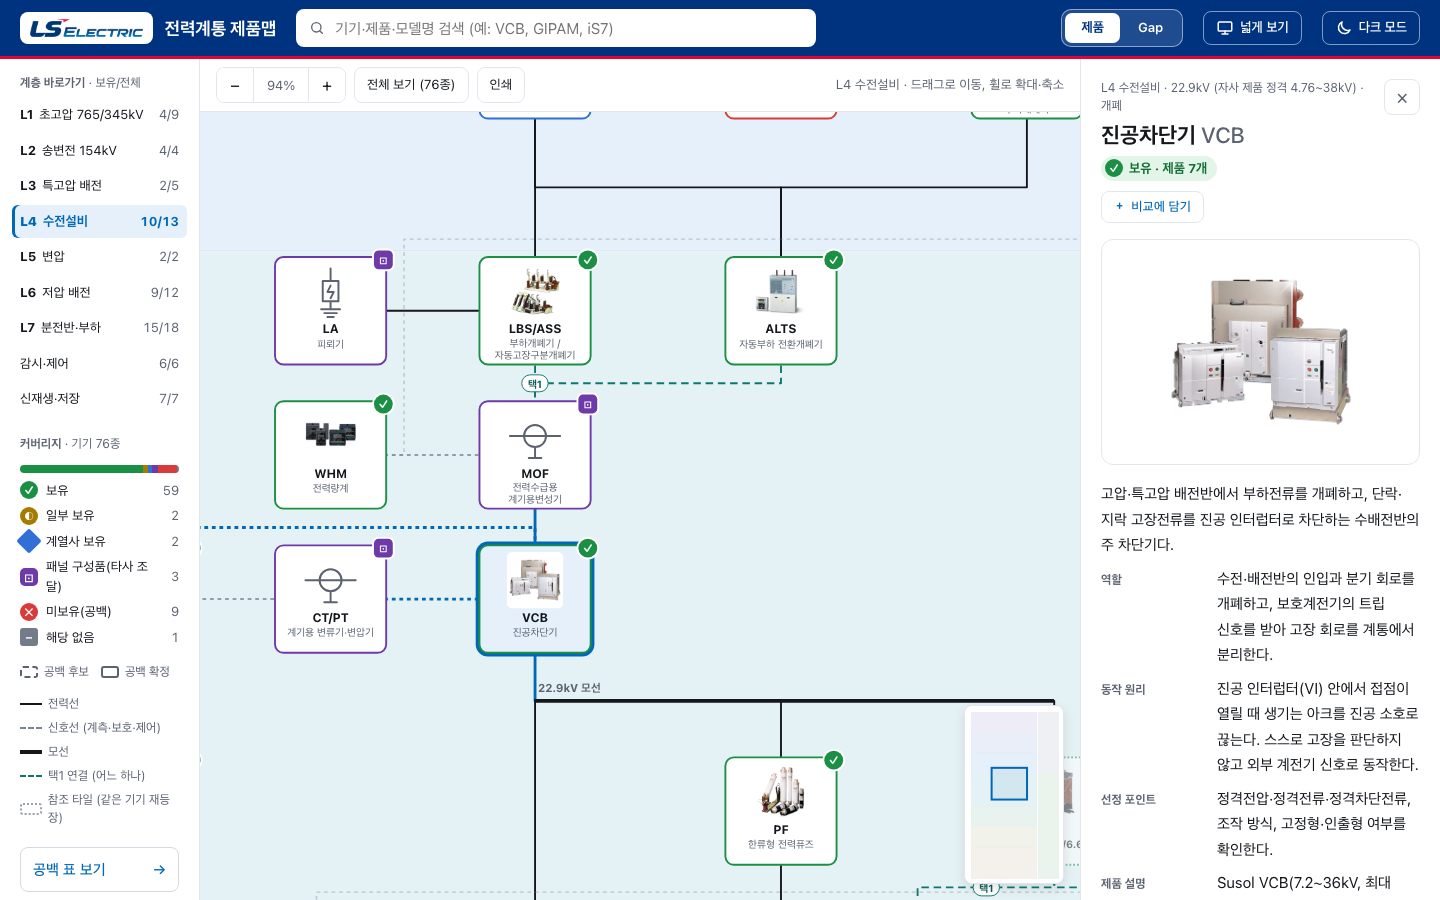 LS ELECTRIC 전력계통 제품맵
기기·제품·모델명 검색 (예: VCB, GIPAM, iS7)
제품 Gap
넓게 보기
다크 모드
계층 바로가기 · 보유/전체
L1 초고압 765/345kV 4/9
L2 송변전 154kV 4/4
L3 특고압 배전 2/5
L4 수전설비 10/13
L5 변압 2/2
L6 저압 배전 9/12
L7 분전반·부하 15/18
감시·제어 6/6
신재생·저장 7/7
커버리지 · 기기 76종
보유 59
일부 보유 2
계열사 보유 2
패널 구성품(타사 조
달) 3
미보유(공백) 9
해당 없음 1
공백 후보 공백 확정
전력선
신호선 (계측·보호·제어)
모선
택1 연결 (어느 하나)
참조 타일 (같은 기기 재등
장)
공백 표 보기 →
− 94% +
전체 보기 (76종)
인쇄
L4 수전설비 · 드래그로 이동, 휠로 확대·축소
LA
피뢰기
LBS/ASS
부하개폐기 /
자동고장구분개폐기
ALTS
자동부하 전환개폐기
택1
WHM
전력량계
MOF
전력수급용
계기용변성기
CT/PT
계기용 변류기·변압기
VCB
진공차단기
22.9kV 모선
PF
한류형 전력퓨즈
택1
L4 수전설비 · 22.9kV (자사 제품 정격 4.76~38kV) ·
개폐
진공차단기 VCB
보유 · 제품 7개
+ 비교에 담기
고압·특고압 배전반에서 부하전류를 개폐하고, 단락·
지락 고장전류를 진공 인터럽터로 차단하는 수배전반의
주 차단기다.
역할
수전·배전반의 인입과 분기 회로를
개폐하고, 보호계전기의 트립
신호를 받아 고장 회로를 계통에서
분리한다.
동작 원리
진공 인터럽터(VI) 안에서 접점이
열릴 때 생기는 아크를 진공 소호로
끊는다. 스스로 고장을 판단하지
않고 외부 계전기 신호로 동작한다.
선정 포인트
정격전압·정격전류·정격차단전류,
조작 방식, 고정형·인출형 여부를
확인한다.
제품 설명
Susol VCB(7.2~36kV, 최대